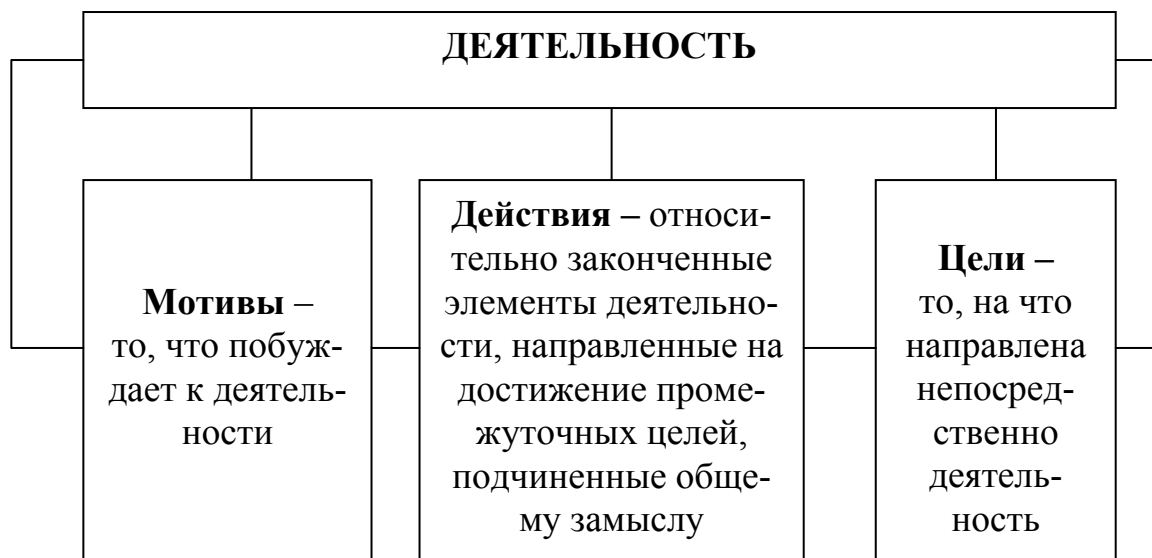 ДЕЯТЕЛЬНОСТЬ
Мотивы –
то, что побуж-
дает к деятель-
ности
Действия – относи-
тельно законченные
элементы деятельно-
сти, направленные на
достижение проме-
жуточных целей,
подчиненные обще-
му замыслу
Цели –
то, на что
направлена
непосред-
ственно
деятель-
ность